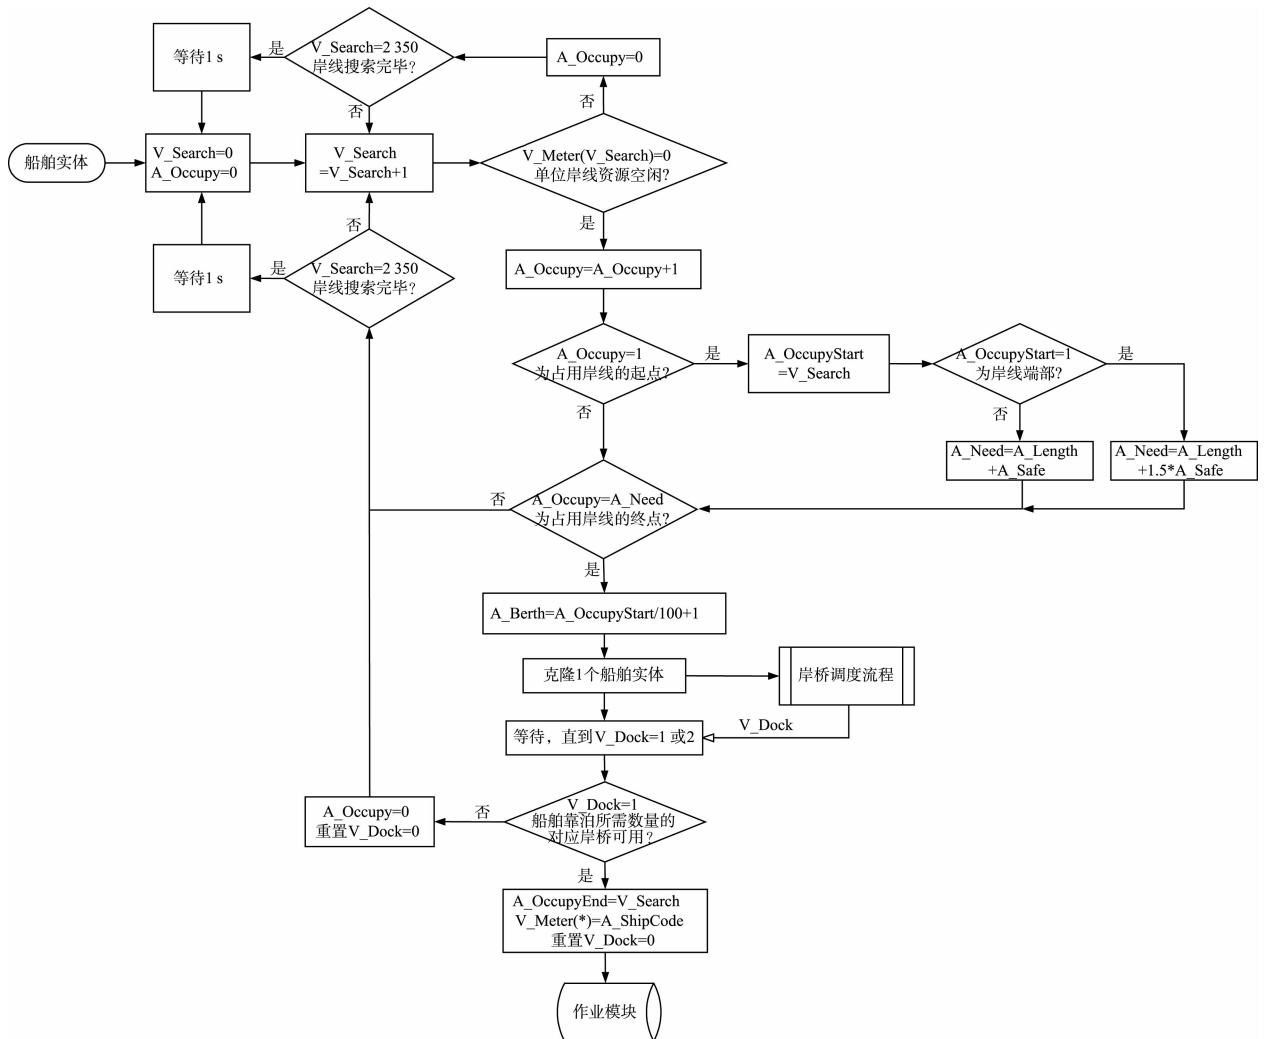 等待1 s
是
V_Search=2 350
岸线搜索完毕?
否
A_Occupy=0
否
船舶实体
V_Search=0
A_Occupy=0
V_Search
=V_Search+1
V_Meter(V_Search)=0
单位岸线资源空闲?
是
否
等待1 s
是
V_Search=2 350
岸线搜索完毕?
A_Occupy=A_Occupy+1
A_Occupy=1
为占用岸线的起点?
是
A_OccupyStart
=V_Search
A_OccupyStart=1
为岸线端部?
是
否
否
A_Need=A_Length
+A_Safe
A_Need=A_Length
+1.5*A_Safe
否
A_Occupy=A_Need
为占用岸线的终点?
是
A_Berth=A_OccupyStart/100+1
克隆1个船舶实体
岸桥调度流程
等待，直到V_Dock=1 或2
V_Dock
A_Occupy=0
重置V_Dock=0
否
V_Dock=1
船舶靠泊所需数量的
对应岸桥可用?
是
A_OccupyEnd=V_Search
V_Meter(*)=A_ShipCode
重置V_Dock=0
作业模块